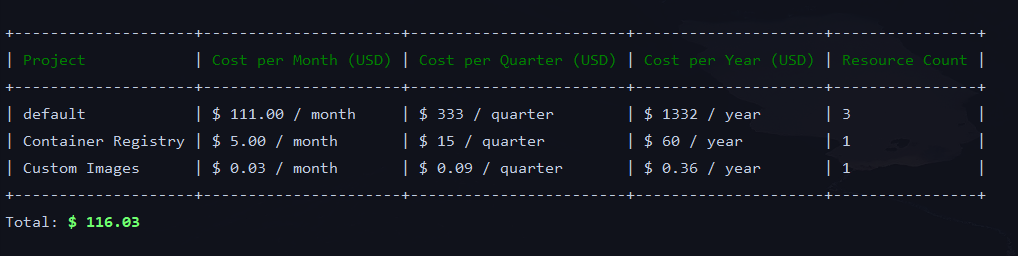 +--------------------+----------------------+------------------------+----------------------+----------------+
| Project            | Cost per Month (USD) | Cost per Quarter (USD) | Cost per Year (USD) | Resource Count |
+--------------------+----------------------+------------------------+----------------------+----------------+
| default            | $ 111.00 / month     | $ 333 / quarter        | $ 1332 / year       | 3              |
| Container Registry | $ 5.00 / month       | $ 15 / quarter         | $ 60 / year         | 1              |
| Custom Images      | $ 0.03 / month       | $ 0.09 / quarter       | $ 0.36 / year       | 1              |
+--------------------+----------------------+------------------------+----------------------+----------------+
Total: $ 116.03